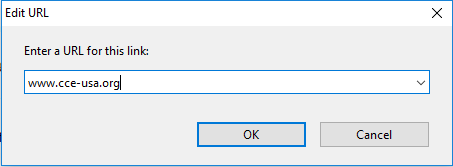 Edit URL
Enter a URL for this link:
www.cce-usa.org
OK
Cancel